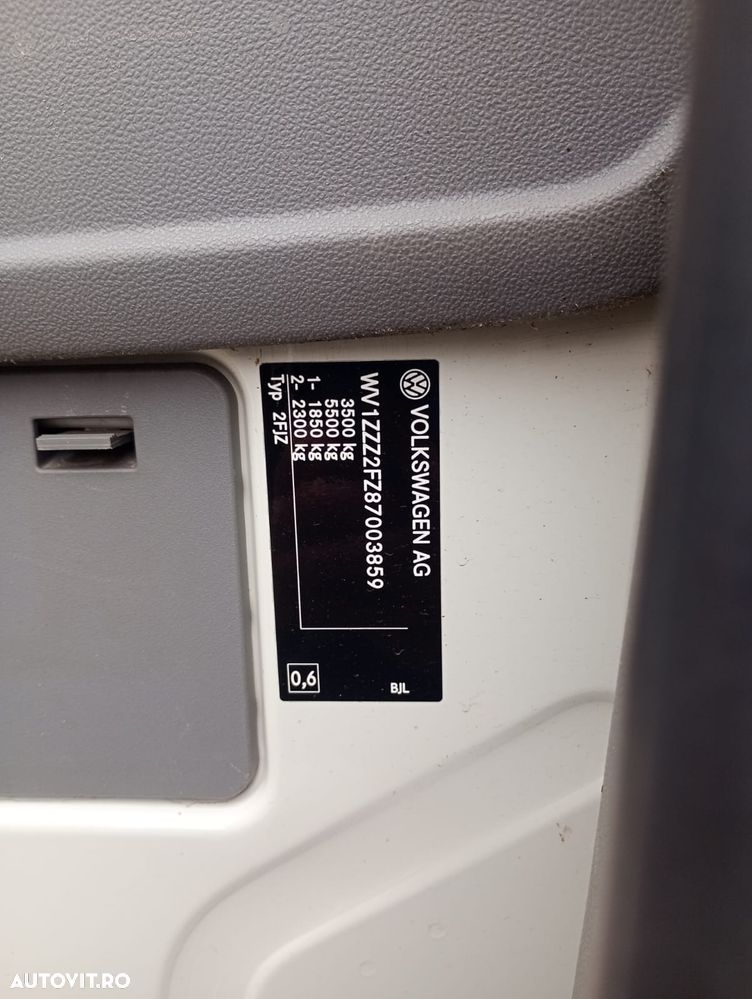 VOLKSWAGEN AG
WV1ZZZ2FZ87003859
3500 kg
5500 kg
1- 1850 kg
2- 2300 kg
Typ 2FJZ
0,6
BJL
AUTOVIT.RO